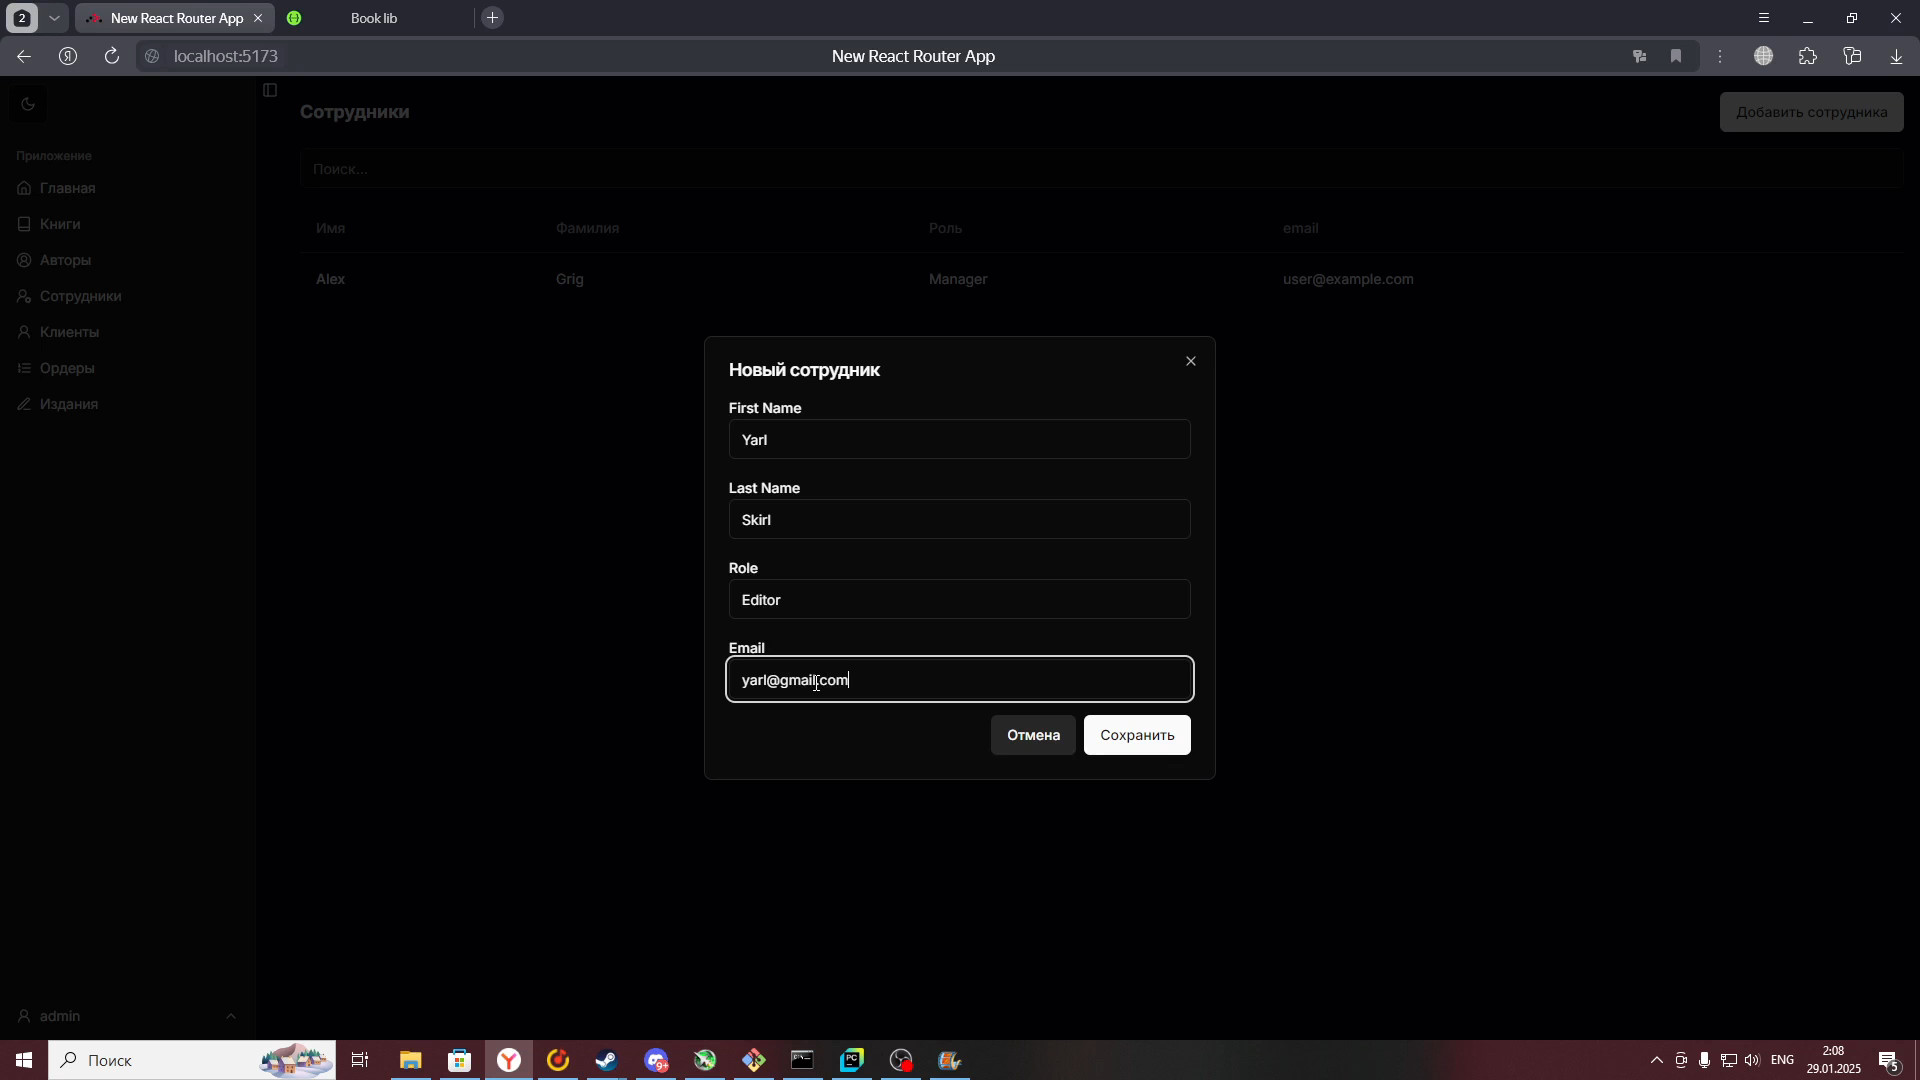 2
New React Router App
Book lib
localhost:5173
New React Router App
Сотрудники
Добавить сотрудника
Приложение
Главная
Книги
Авторы
Сотрудники
Клиенты
Ордеры
Издания
Поиск...
Имя Фамилия Роль email
Alex Grig Manager user@example.com
Новый сотрудник
First Name
Yarl
Last Name
Skirl
Role
Editor
Email
yarl@gmail.com
Отмена Сохранить
admin
Поиск
9+
PC
ENG
2:08
29.01.2025
5